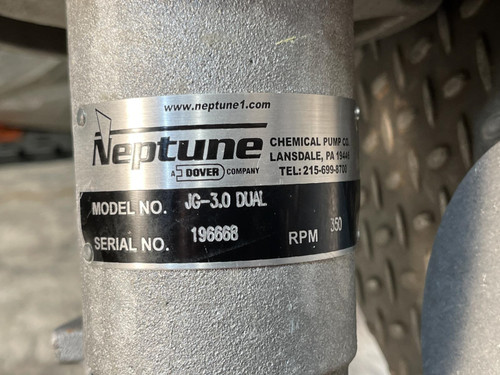 www.neptune1.com
Neptune
CHEMICAL PUMP CO.
LANSDALE, PA 19446
TEL: 215-699-8700
A DOVER COMPANY
MODEL NO. JG-3.0 DUAL
SERIAL NO. 196668 RPM 350